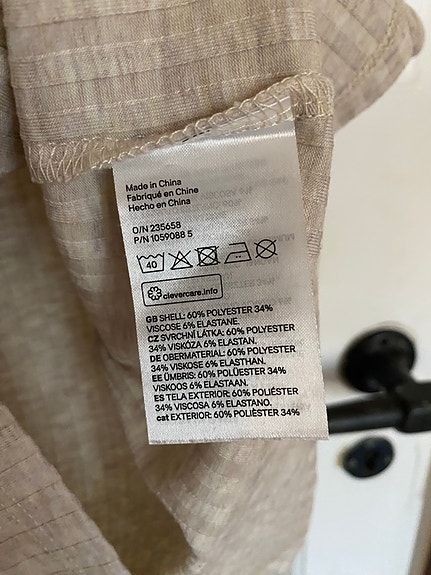 Made in China
Fabriqué en Chine
Hecho en China
O/N 235658
P/N 1059088 5
40
clevercare.info
GB SHELL: 60% POLYESTER 34%
VISCOSE 6% ELASTANE.
CZ SVRCHNÍ LÁTKA: 60% POLYESTER
34% VISKÓZA 6% ELASTAN.
DE OBERMATERIAL: 60% POLYESTER
34% VISKOSE 6% ELASTHAN.
EE ÜMBRIS: 60% POLÜESTER 34%
VISKOOS 6% ELASTAAN.
ES TELA EXTERIOR: 60% POLIÉSTER
34% VISCOSA 6% ELASTANO.
cat EXTERIOR: 60% POLIÈSTER 34%